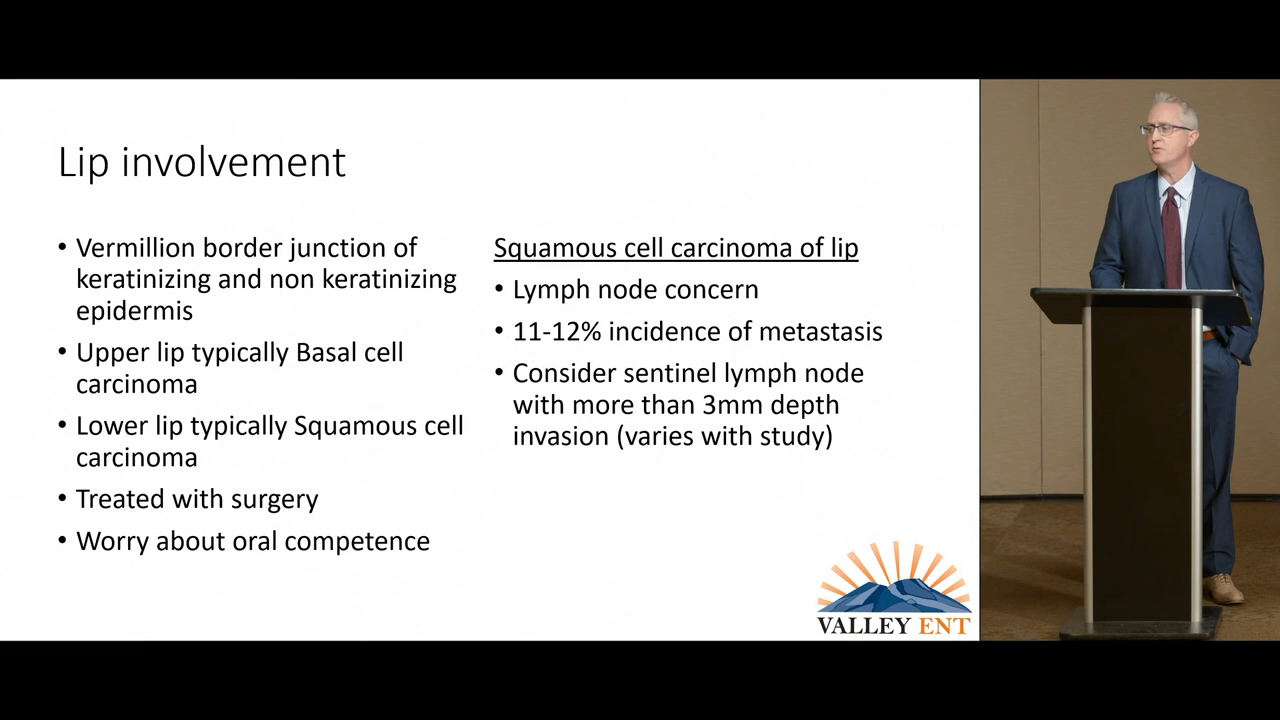 Lip involvement
• Vermillion border junction of
keratinizing and non keratinizing
epidermis
• Upper lip typically Basal cell
carcinoma
• Lower lip typically Squamous cell
carcinoma
• Treated with surgery
• Worry about oral competence
Squamous cell carcinoma of lip
• Lymph node concern
• 11-12% incidence of metastasis
• Consider sentinel lymph node
with more than 3mm depth
invasion (varies with study)
VALLEY ENT